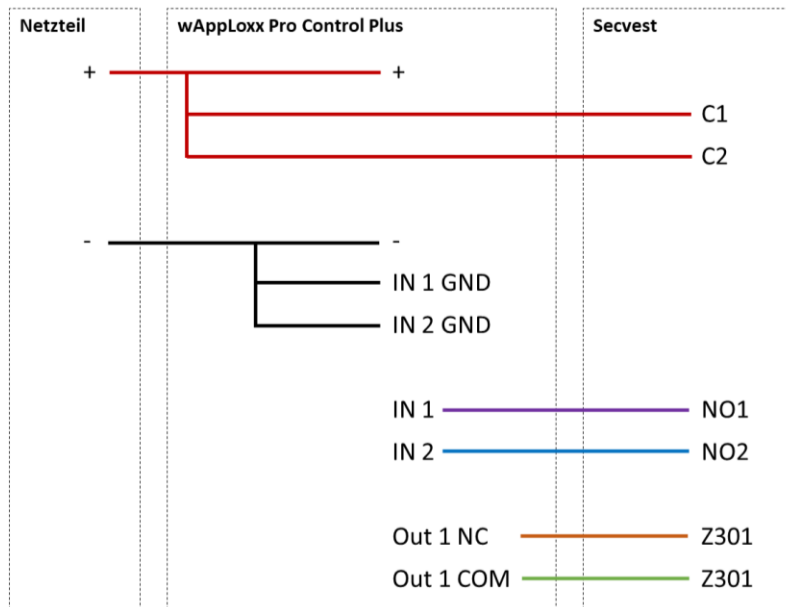 Netzteil
wAppLoxx Pro Control Plus
Secvest
+
+
C1
C2
-
-
IN 1 GND
IN 2 GND
IN 1
NO1
IN 2
NO2
Out 1 NC
Z301
Out 1 COM
Z301